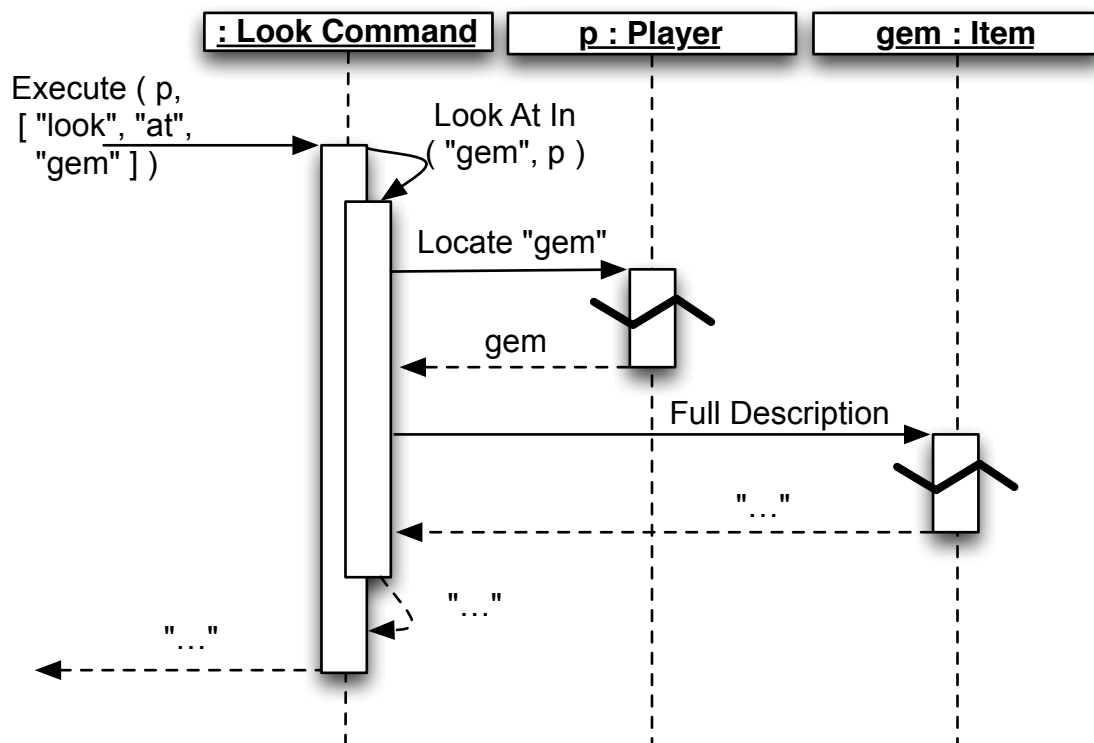 : Look Command
p : Player
gem : Item
Execute ( p,
[ "look", "at",
"gem" ] )
Look At In
( "gem", p )
Locate "gem"
gem
Full Description
"..."
"..."
"..."